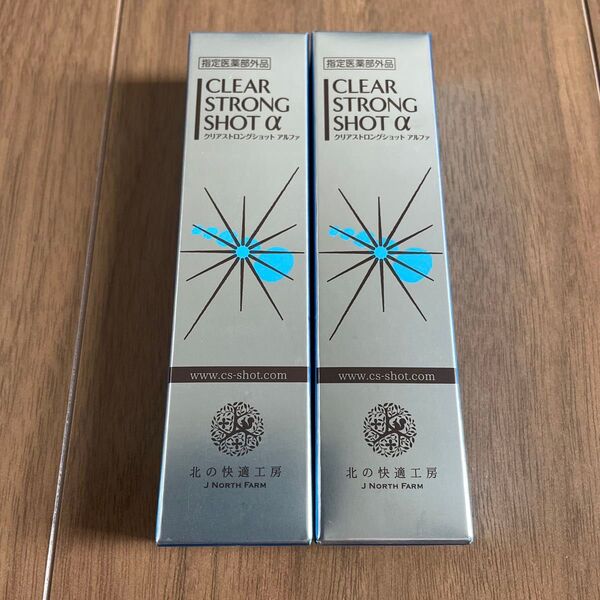 指定医薬部外品
CLEAR
STRONG
SHOT α
クリアストロングショット アルファ
www.cs-shot.com
北の快適工房
J NORTH FARM
指定医薬部外品
CLEAR
STRONG
SHOT α
クリアストロングショット アルファ
www.cs-shot.com
北の快適工房
J NORTH FARM